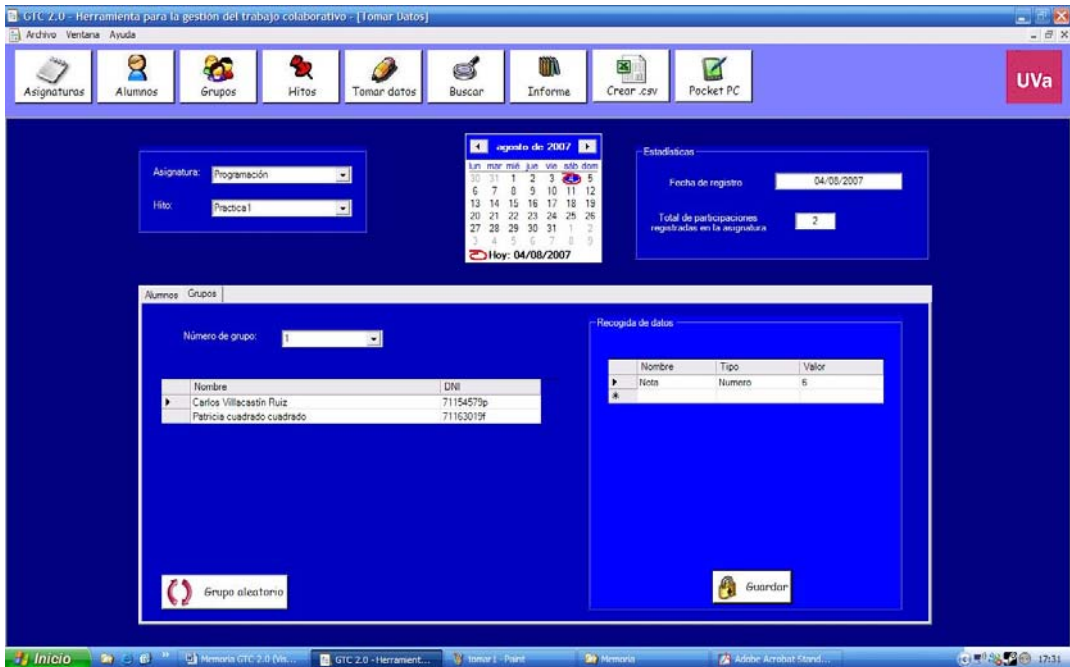 GTC 2.0 - Herramienta para la gestión del trabajo colaborativo - [Tomar Datos]
Archivo Ventana Ayuda
Asignaturas Alumnos Grupos Hitos Tomar datos Buscar Informe Crear .csv Pocket PC UVa
Asignatura: Programación
Hito: Practica1
agosto de 2007
lun mar mié jue vie sáb dom
30 31 1 2 3 4 5
6 7 8 9 10 11 12
13 14 15 16 17 18 19
20 21 22 23 24 25 26
27 28 29 30 31 1 2
3 4 5 6 7 8 9
Hoy: 04/08/2007
Estadísticas
Fecha de registro 04/08/2007
Total de participaciones
registradas en la asignatura 2
Alumnos Grupos
Número de grupo: 1
Nombre DNI
Carlos Villacastín Ruiz 71154579p
Patricia cuadrado cuadrado 71163019f
Grupo aleatorio
Recogida de datos
Nombre Tipo Valor
Nota Numero 6
Guardar
Inicio Memoria GTC 2.0 (Vis... GTC 2.0 - Herrament... tomar 1 - Paint Memoria Adobe Acrobat Stand... 17:31